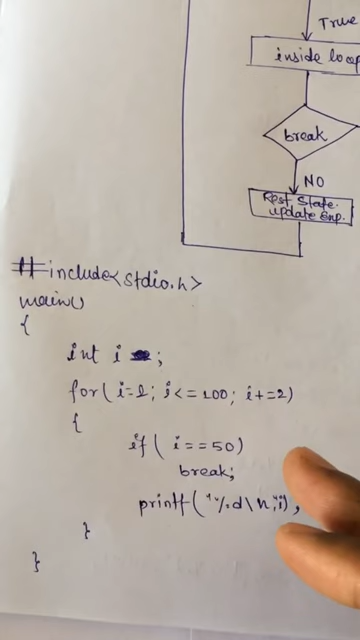 True
inside loop
break
NO
Rest State.
update Exp.
#include<stdio.h>
main()
{
int i ;
for( i=2; i<=100; i+=2)
{
if( i==50)
break;
printf("%d\n",i),
}
}